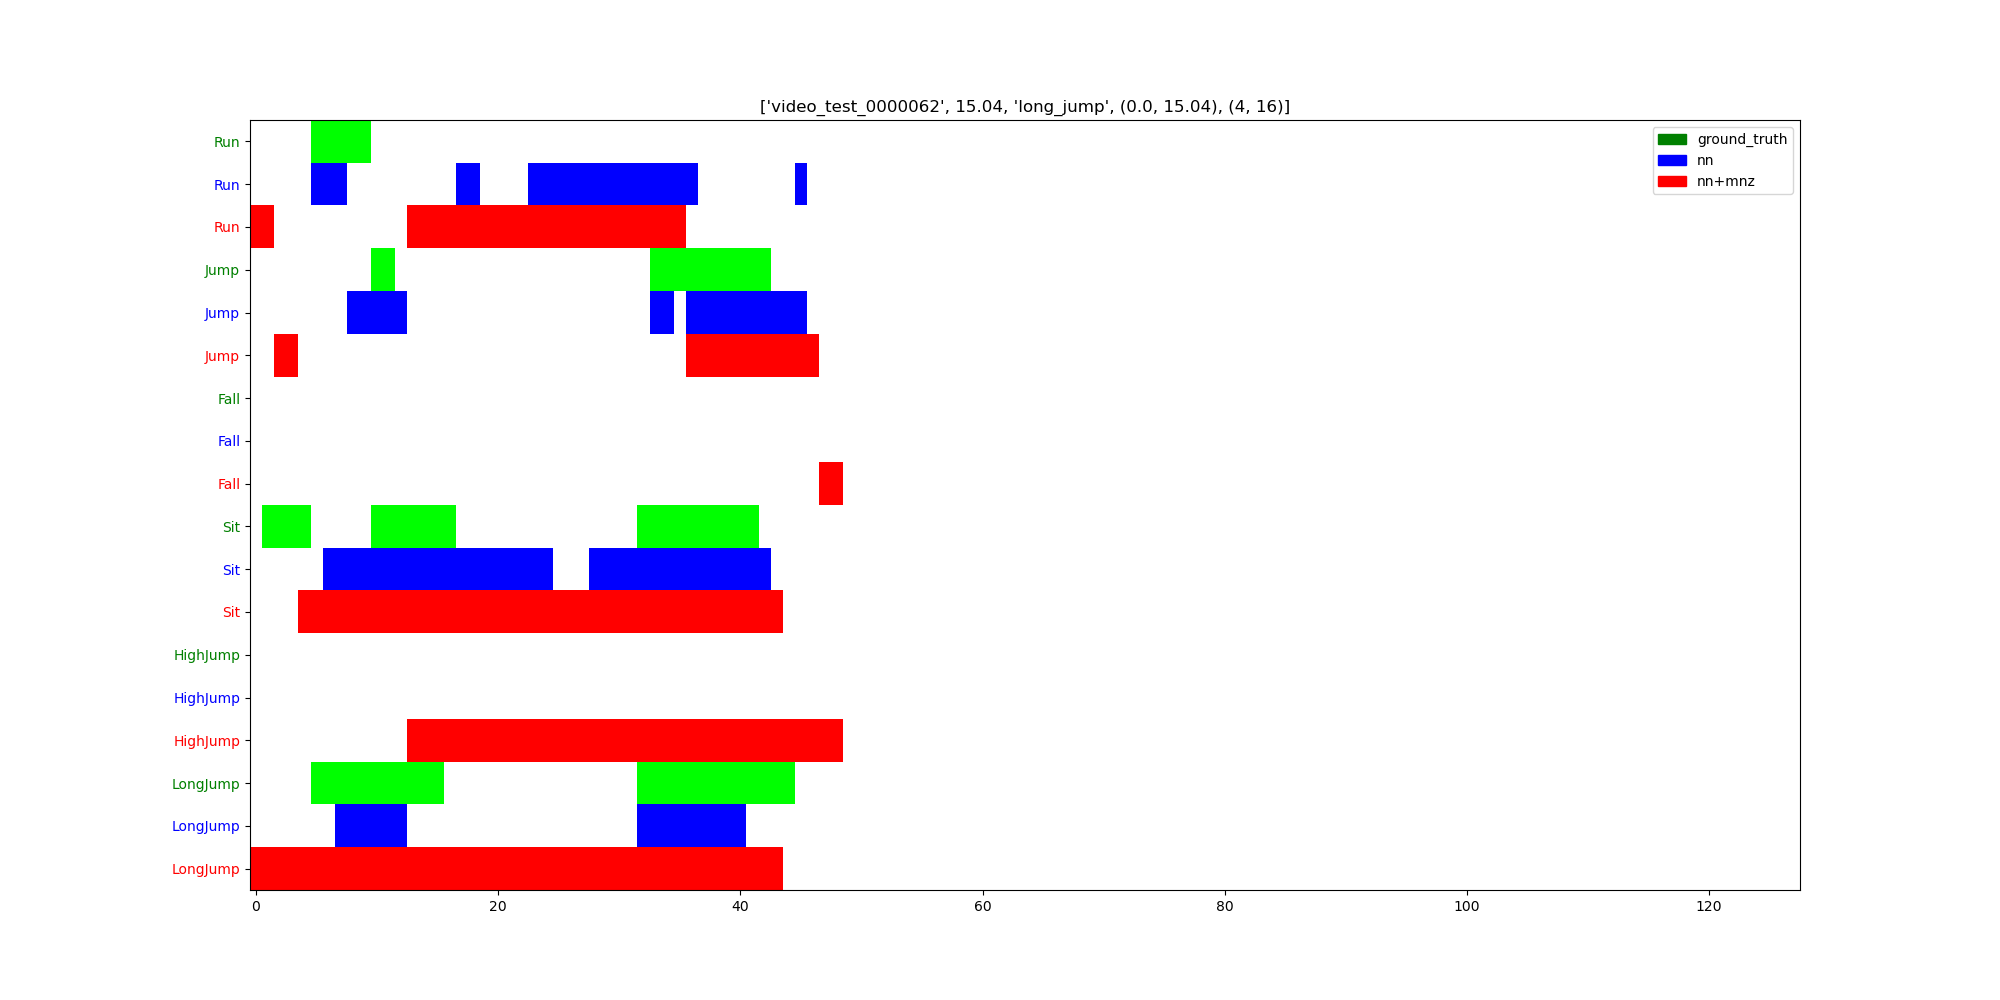 ['video_test_0000062', 15.04, 'long_jump', (0.0, 15.04), (4, 16)]
ground_truth
nn
nn+mnz
Run
Run
Run
Jump
Jump
Jump
Fall
Fall
Fall
Sit
Sit
Sit
HighJump
HighJump
HighJump
LongJump
LongJump
LongJump
0 20 40 60 80 100 120